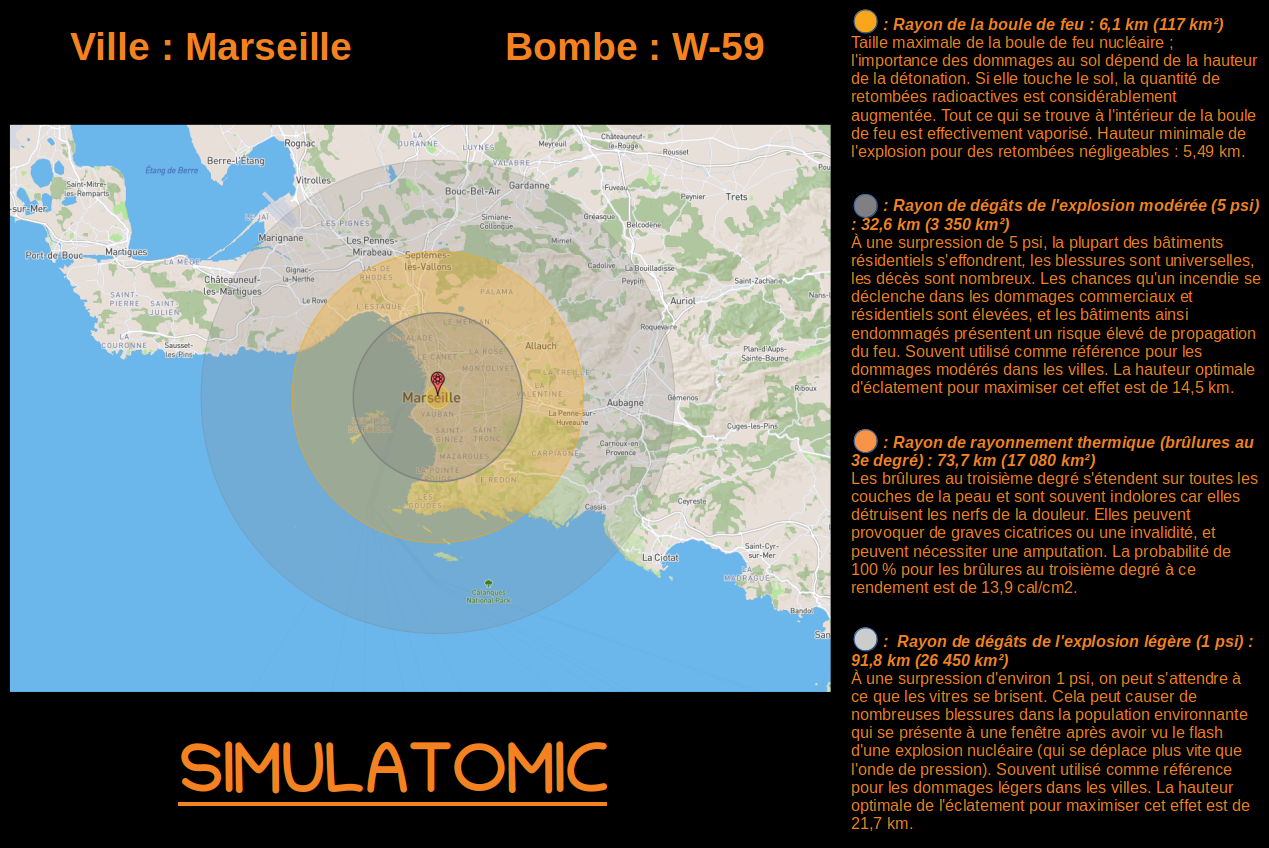 Ville : Marseille
Bombe : W-59
LA DURANNE
LUYNES
Châteauneuf-
le-Rouge
Meyreuil
Rousset
Rognac
Berre-l'Étang
VALABRE
Étang de Berre
Vitrolles
Saint-Mitre-
les-Remparts
Bouc-Bel-Air
Gardanne
Fuveau
Peynier
Trets
-sur-Mer
LE JAÏ
LES PIGNES
Simiane-
Collongue
Gréasque
Belcodène
Marignane
Les Pennes-
Mirabeau
Mimet
Port-de-Bouc
Martigues
LA MÈDE
Septèmes-
les-Vallons
Cadolive
La Bouilladisse
Gignac-
la-Nerthe
JAS DE
RHODES
Châteauneuf-
les-Martigues
Peypin
Saint-Zacharie
PALAMA
SAINT-
PIERRE
SAINT-
JULIEN
Le Rove
L'ESTAQUE
Auriol
Nans-l
LE MERLAN
Roquevaire
LA
COURONNE
Sausset-
les-Pins
LE CANET
LA ROSE
Allauch
Plan-d'Aups-
Sainte-Baume
MONTOLIVET
LA TREILLE
Riboux
LA
VALENTINE
Marseille
VAUBAN
Aubagne
Gémenos
La Penne-sur-
Huveaune
Cuges-les-Pins
SAINT-
GINIEZ
SAINT-
TRONC
Carnoux-en-
Provence
MAZARGUES
CARPIAGNE
LA POINTE
ROUGE
LE REDON
LES
GOUDES
Cassis
Ceyreste
La Ciotat
Saint-Cyr-
sur-Mer
LA
MADRAGUE
Calanques
National Park
Bandol
San
SIMULATOMIC
: Rayon de la boule de feu : 6,1 km (117 km²)
Taille maximale de la boule de feu nucléaire ;
l'importance des dommages au sol dépend de la hauteur
de la détonation. Si elle touche le sol, la quantité de
retombées radioactives est considérablement
augmentée. Tout ce qui se trouve à l'intérieur de la boule
de feu est effectivement vaporisé. Hauteur minimale de
l'explosion pour des retombées négligeables : 5,49 km.
: Rayon de dégâts de l'explosion modérée (5 psi)
: 32,6 km (3 350 km²)
À une surpression de 5 psi, la plupart des bâtiments
résidentiels s'effondrent, les blessures sont universelles,
les décès sont nombreux. Les chances qu'un incendie se
déclenche dans les dommages commerciaux et
résidentiels sont élevées, et les bâtiments ainsi
endommagés présentent un risque élevé de propagation
du feu. Souvent utilisé comme référence pour les
dommages modérés dans les villes. La hauteur optimale
d'éclatement pour maximiser cet effet est de 14,5 km.
: Rayon de rayonnement thermique (brûlures au
3e degré) : 73,7 km (17 080 km²)
Les brûlures au troisième degré s'étendent sur toutes les
couches de la peau et sont souvent indolores car elles
détruisent les nerfs de la douleur. Elles peuvent
provoquer de graves cicatrices ou une invalidité, et
peuvent nécessiter une amputation. La probabilité de
100 % pour les brûlures au troisième degré à ce
rendement est de 13,9 cal/cm2.
: Rayon de dégâts de l'explosion légère (1 psi) :
91,8 km (26 450 km²)
À une surpression d'environ 1 psi, on peut s'attendre à
ce que les vitres se brisent. Cela peut causer de
nombreuses blessures dans la population environnante
qui se présente à une fenêtre après avoir vu le flash
d'une explosion nucléaire (qui se déplace plus vite que
l'onde de pression). Souvent utilisé comme référence
pour les dommages légers dans les villes. La hauteur
optimale de l'éclatement pour maximiser cet effet est de
21,7 km.